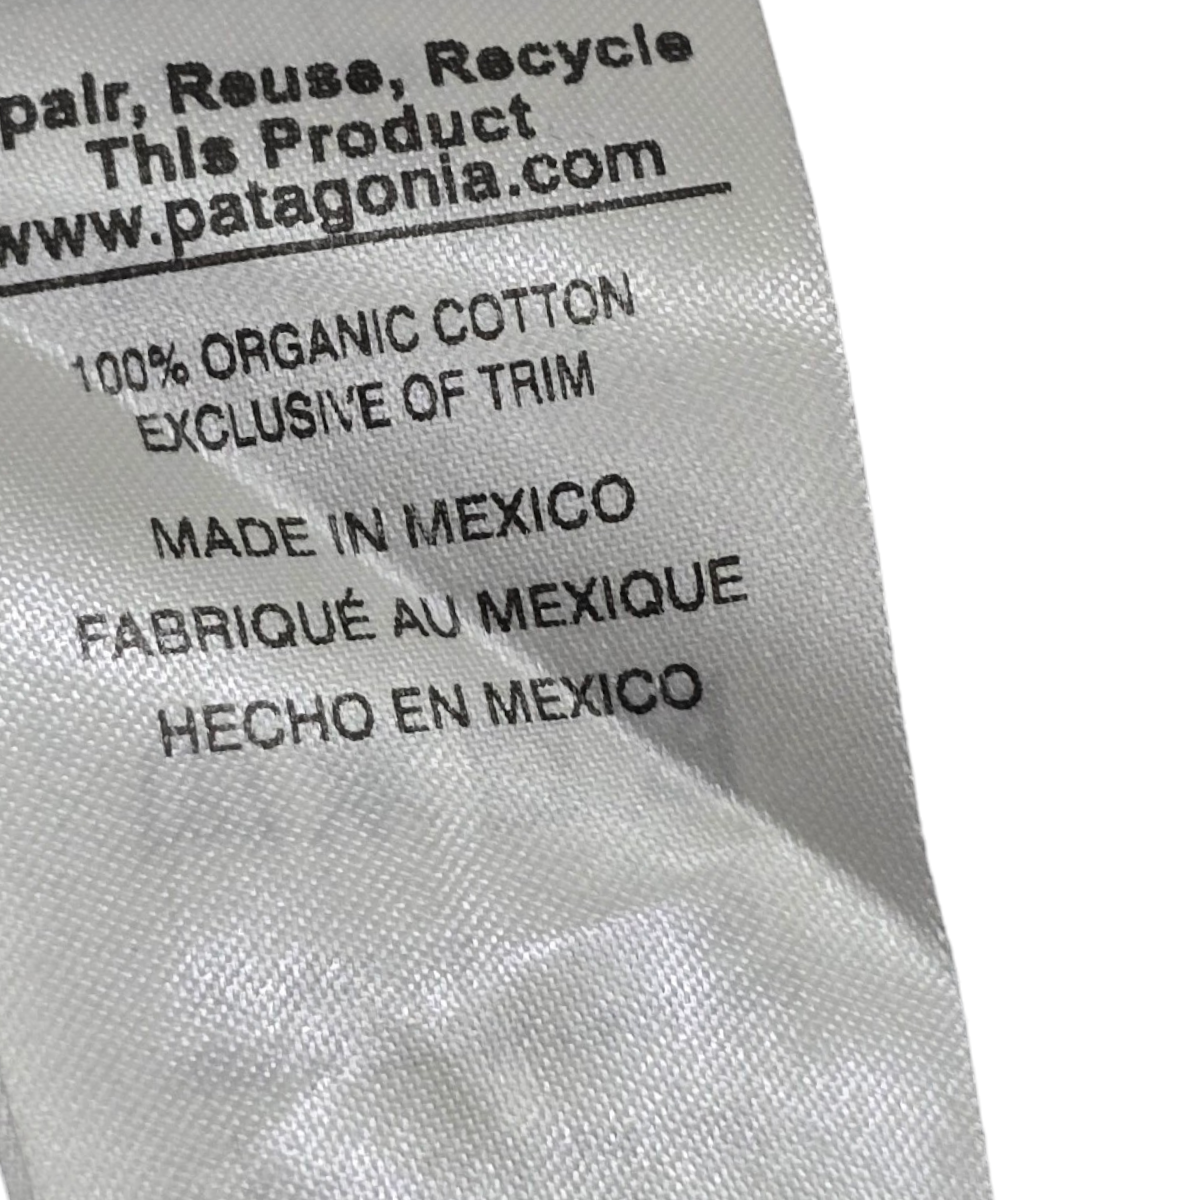 pair, Reuse, Recycle
This Product
www.patagonia.com
100% ORGANIC COTTON
EXCLUSIVE OF TRIM
MADE IN MEXICO
FABRIQUÉ AU MEXIQUE
HECHO EN MEXICO